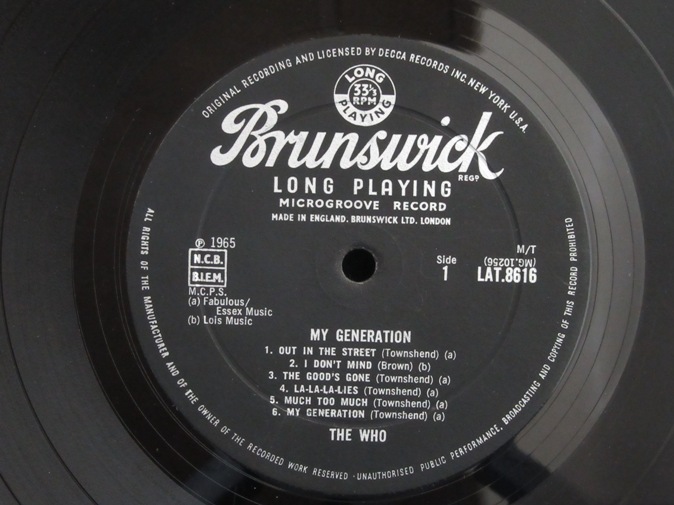 ORIGINAL RECORDING AND LICENSED BY DECCA RECORDS INC. NEW YORK U.S.A.
LONG
33⅓
RPM
PLAYING
Brunswick
REGD
LONG PLAYING
MICROGROOVE RECORD
MADE IN ENGLAND. BRUNSWICK LTD. LONDON
℗ 1965
N.C.B.
B.I.E.M.
M.C.P.S.
(a) Fabulous/
Essex Music
(b) Lois Music
Side
1
M/T
(MG.10256)
LAT.8616
MY GENERATION
1. OUT IN THE STREET (Townshend) (a)
2. I DON'T MIND (Brown) (b)
3. THE GOOD'S GONE (Townshend) (a)
4. LA-LA-LA-LIES (Townshend) (a)
5. MUCH TOO MUCH (Townshend) (a)
6. MY GENERATION (Townshend) (a)
THE WHO
ALL RIGHTS OF THE MANUFACTURER AND OF THE OWNER OF THE RECORDED WORK RESERVED · UNAUTHORISED PUBLIC PERFORMANCE, BROADCASTING AND COPYING OF THIS RECORD PROHIBITED